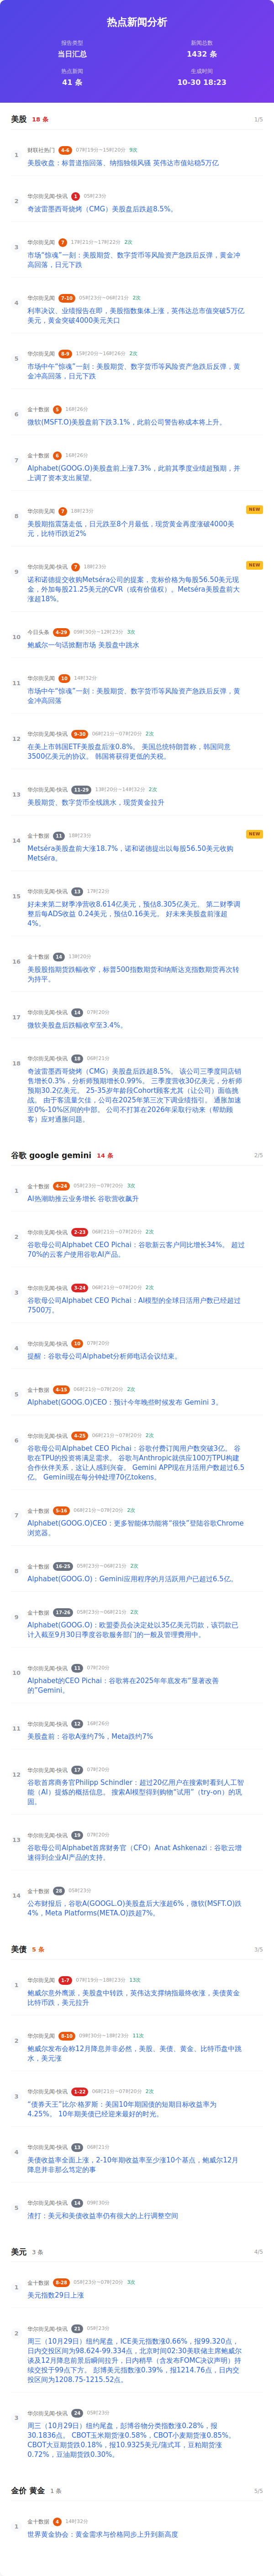 热点新闻分析
报告类型
当日汇总
新闻总数
1432 条
热点新闻
41 条
生成时间
10-30 18:23
美股 18 条 1/5
1
财联社热门 4-6 07时19分~15时20分 9次
美股收盘：标普道指回落、纳指独领风骚 英伟达市值站稳5万亿
2
华尔街见闻-快讯 1 05时23分
奇波雷墨西哥烧烤（CMG）美股盘后跌超8.5%。
3
华尔街见闻 7 17时21分~17时22分 2次
市场“惊魂”一刻：美股期货、数字货币等风险资产急跌后反弹，黄金
冲高回落，日元下跌
4
华尔街见闻 7-10 05时23分~06时21分 2次
利率决议、业绩报告在即，美股指数集体上涨，英伟达总市值突破5万亿
美元，黄金突破4000美元关口
5
华尔街见闻 8-9 15时20分~16时26分 2次
市场中午“惊魂”一刻：美股期货、数字货币等风险资产急跌后反弹，黄
金冲高回落，日元下跌
6
金十数据 5 16时26分
微软(MSFT.O)美股盘前下跌3.1%，此前公司警告称成本将上升。
7
金十数据 6 16时26分
Alphabet(GOOG.O)美股盘前上涨7.3%，此前其季度业绩超预期，并
上调了资本支出展望。
8
华尔街见闻 7 18时23分
NEW
美股期指震荡走低，日元跌至8个月最低，现货黄金再度涨破4000美
元，比特币跌近2%
9
华尔街见闻-快讯 7 18时23分
NEW
诺和诺德提交收购Metséra公司的提案，竞标价格为每股56.50美元现
金，外加每股21.25美元的CVR（或有价值权）。Metséra美股盘前大
涨超18%。
10
今日头条 4-29 09时30分~12时23分 3次
鲍威尔一句话掀翻市场 美股盘中跳水
11
华尔街见闻 10 14时32分
市场中午“惊魂”一刻：美股期货、数字货币等风险资产急跌后反弹，黄
金冲高回落
12
华尔街见闻-快讯 9-30 06时21分~07时20分 2次
在美上市韩国ETF美股盘后涨0.8%。 美国总统特朗普称，韩国同意
3500亿美元的协议。 韩国将获得更低的关税。
13
华尔街见闻-快讯 11-29 13时20分~14时32分 2次
美股期货、数字货币全线跳水，现货黄金拉升
14
金十数据 11 18时23分
NEW
Metséra美股盘前大涨18.7%，诺和诺德提出以每股56.50美元收购
Metséra。
15
华尔街见闻-快讯 13 17时22分
好未来第二财季净营收8.614亿美元，预估8.305亿美元。 第二财季调
整后每ADS收益 0.24美元，预估0.16美元。 好未来美股盘前涨超
4%。
16
金十数据 14 13时20分
美股股指期货跌幅收窄，标普500指数期货和纳斯达克指数期货再次转
为持平。
17
华尔街见闻-快讯 14 07时20分
微软美股盘后跌幅收窄至3.4%。
18
华尔街见闻-快讯 18 06时21分
奇波雷墨西哥烧烤（CMG）美股盘后跌超8.5%。 该公司三季度同店销
售增长0.3%，分析师预期增长0.99%。 三季度营收30亿美元，分析师
预期30.2亿美元。 25-35岁年龄段Cohort顾客尤其（让公司）面临挑
战。 由于客流量欠佳，公司在2025年第三次下调业绩指引。 通胀加速
至0%-10%区间的中部。 公司不打算在2026年采取行动来（帮助顾
客）应对通胀问题。
谷歌 google gemini 14 条 2/5
1
金十数据 4-24 05时23分~07时20分 3次
AI热潮助推云业务增长 谷歌营收飙升
2
华尔街见闻-快讯 2-23 06时21分~07时20分 2次
谷歌母公司Alphabet CEO Pichai：谷歌新云客户同比增长34%。 超过
70%的云客户使用谷歌AI产品。
3
华尔街见闻-快讯 3-24 06时21分~07时20分 2次
谷歌母公司Alphabet CEO Pichai：AI模型的全球日活用户数已经超过
7500万。
4
华尔街见闻-快讯 10 07时20分
提醒：谷歌母公司Alphabet分析师电话会议结束。
5
金十数据 4-15 06时21分~07时20分 2次
Alphabet(GOOG.O)CEO：预计今年晚些时候发布 Gemini 3。
6
华尔街见闻-快讯 4-25 06时21分~07时20分 2次
谷歌母公司Alphabet CEO Pichai：谷歌付费订阅用户数突破3亿。 谷
歌在TPU的投资将满足需求。 谷歌与Anthropic就供应100万TPU构建
合作伙伴关系，这让人感到兴奋。 Gemini APP现在月活用户数超过6.5
亿。 Gemini现在每分钟处理70亿tokens。
7
金十数据 5-16 06时21分~07时20分 2次
Alphabet(GOOG.O)CEO：更多智能体功能将“很快”登陆谷歌Chrome
浏览器。
8
金十数据 16-25 05时23分~06时21分 2次
Alphabet(GOOG.O)：Gemini应用程序的月活跃用户已超过6.5亿。
9
金十数据 17-26 05时23分~06时21分 2次
Alphabet(GOOG.O)：欧盟委员会决定处以35亿美元罚款，该罚款已
计入截至9月30日季度谷歌服务部门的一般及管理费用中。
10
华尔街见闻-快讯 11 07时20分
Alphabet的CEO Pichai：谷歌将在2025年年底发布“显著改善
的”Gemini。
11
华尔街见闻-快讯 12 16时26分
美股盘前：谷歌A涨约7%，Meta跌约7%
12
华尔街见闻-快讯 17 07时20分
谷歌首席商务官Philipp Schindler：超过20亿用户在搜索时看到人工智
能（AI）提炼的概括信息。 搜索AI模型得到购物“试用”（try-on）的巩
固。
13
华尔街见闻-快讯 19 07时20分
谷歌母公司Alphabet首席财务官（CFO）Anat Ashkenazi：谷歌云增
速得到企业AI产品的支持。
14
金十数据 28 05时23分
公布财报后，谷歌A(GOOGL.O)美股盘后大涨超6%，微软(MSFT.O)跌
4%，Meta Platforms(META.O)跌超7%。
美债 5 条 3/5
1
华尔街见闻 1-7 07时19分~18时23分 13次
鲍威尔意外鹰派，美股盘中转跌，英伟达支撑纳指最终收涨，美债黄金
比特币跌，美元拉升
2
华尔街见闻 8-10 09时30分~18时23分 11次
鲍威尔发布会称12月降息并非必然，美股、美债、黄金、比特币盘中跳
水，美元涨
3
华尔街见闻-快讯 1-22 06时21分~07时20分 2次
“债券天王”比尔·格罗斯：美国10年期国债的短期目标收益率为
4.25%。 10年期美债已经迎来最好的时光。
4
华尔街见闻-快讯 13 06时21分
美债收益率全面上涨，2-10年期收益率至少涨10个基点，鲍威尔12月
降息并非那么笃定的事
5
华尔街见闻-快讯 14 09时30分
渣打：美元和美债收益率仍有很大的上行调整空间
美元 3 条 4/5
1
金十数据 8-28 05时23分~07时20分 3次
美元指数29日上涨
2
华尔街见闻-快讯 21 05时23分
周三（10月29日）纽约尾盘，ICE美元指数涨0.66%，报99.320点，
日内交投区间为98.624-99.334点，北京时间02:30美联储主席鲍威尔
谈及12月降息前景后瞬间拉升，日内稍早（含发布FOMC决议声明）持
续交投于99点下方。 彭博美元指数涨0.39%，报1214.76点，日内交
投区间为1208.75-1215.52点。
3
华尔街见闻-快讯 24 05时23分
周三（10月29日）纽约尾盘，彭博谷物分类指数涨0.28%，报
30.1836点。 CBOT玉米期货涨0.58%，CBOT小麦期货涨0.85%。
CBOT大豆期货跌0.18%，报10.9325美元/蒲式耳，豆粕期货涨
0.72%，豆油期货跌0.30%。
金价 黄金 1 条 5/5
1
金十数据 4 14时32分
世界黄金协会：黄金需求与价格同步上升到新高度